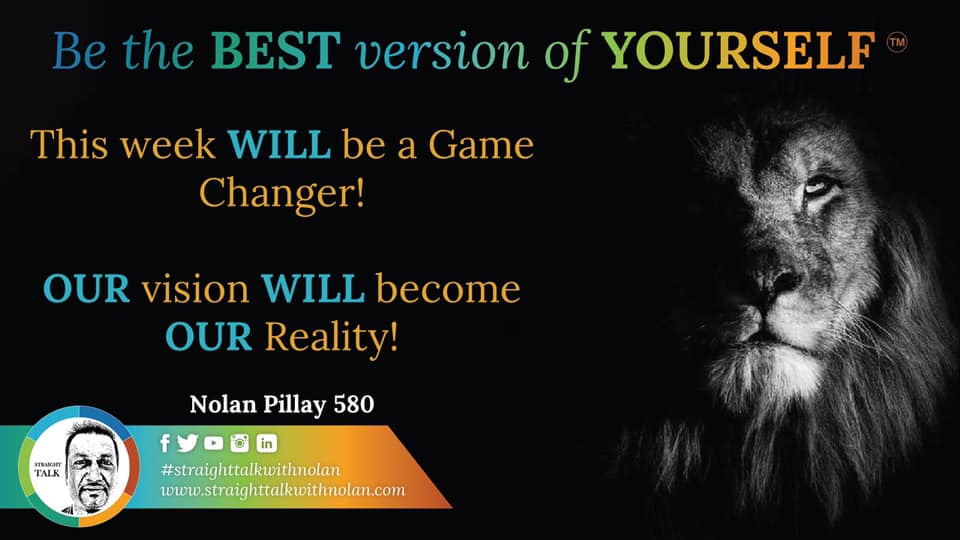 Be the BEST version of YOURSELF ™
This week WILL be a Game
Changer!
OUR vision WILL become
OUR Reality!
Nolan Pillay 580
STRAIGHT
TALK
#straighttalkwithnolan
www.straighttalkwithnolan.com